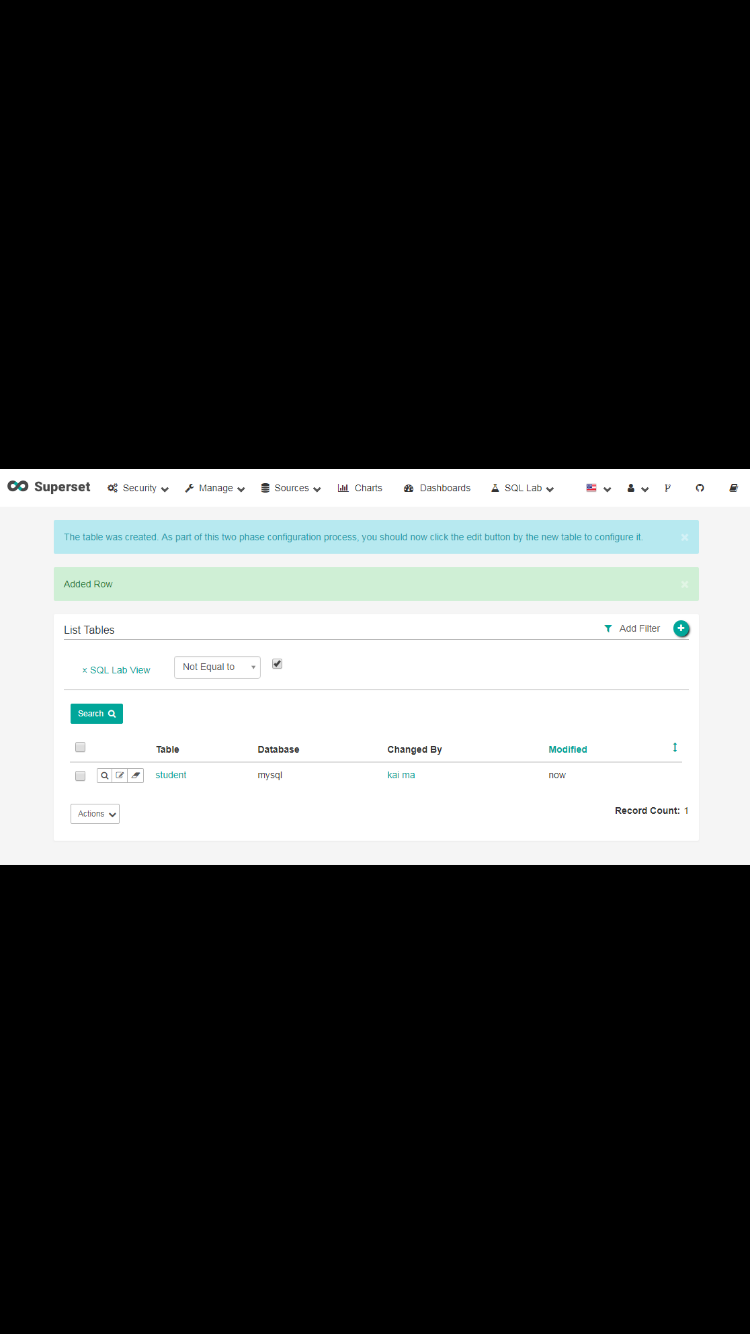 Superset Security Manage Sources Charts Dashboards SQL Lab
The table was created. As part of this two phase configuration process, you should now click the edit button by the new table to configure it. ×
Added Row ×
List Tables Add Filter
× SQL Lab View Not Equal to
Search
Table Database Changed By Modified
student mysql kai ma now
Actions Record Count: 1